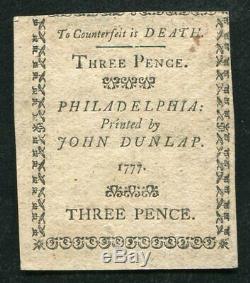 To Counterfeit is DEATH.
THREE PENCE.
PHILADELPHIA:
Printed by
JOHN DUNLAP.
1777.
THREE PENCE.